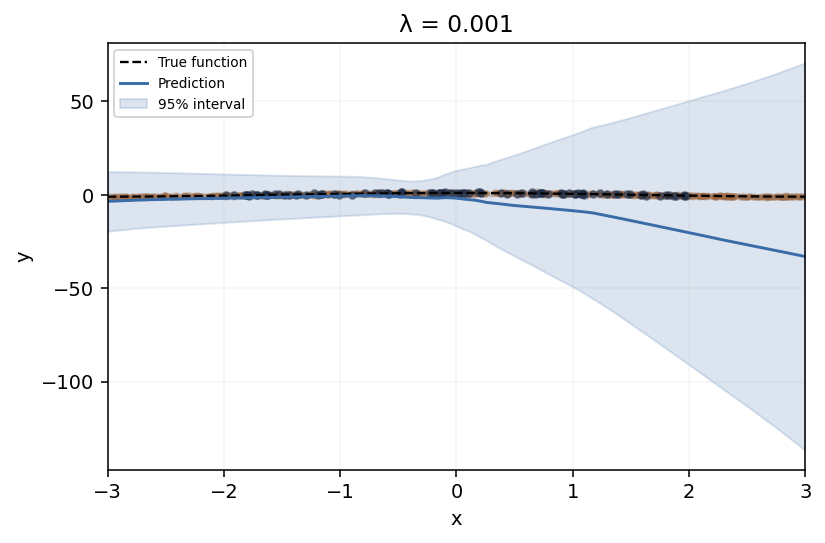 λ = 0.001
True function
Prediction
95% interval
y
50
0
−50
−100
−3
−2
−1
0
1
2
3
x